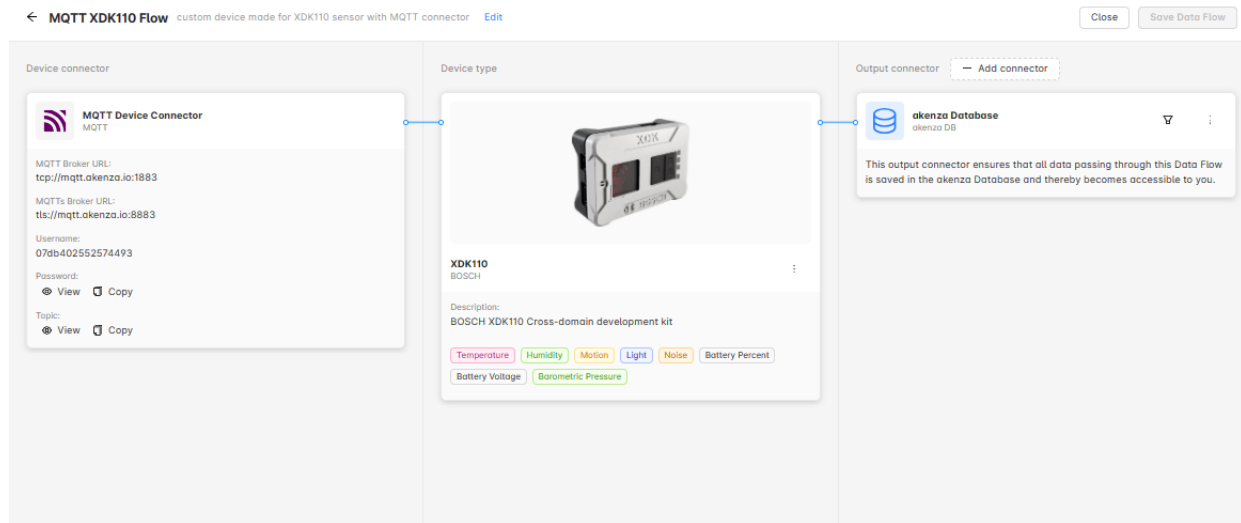 MQTT XDK110 Flow custom device made for XDK110 sensor with MQTT connector Edit
Close Save Data Flow
Device connector
MQTT Device Connector
MQTT
MQTT Broker URL:
tcp://mqtt.akenza.io:1883
MQTTs Broker URL:
tls://mqtt.akenza.io:8883
Username:
07db402552574493
Password:
View Copy
Topic:
View Copy
Device type
XDK
BOSCH
XDK110
BOSCH
Description:
BOSCH XDK110 Cross-domain development kit
Temperature Humidity Motion Light Noise Battery Percent
Battery Voltage Barometric Pressure
Output connector — Add connector
akenza Database
akenza DB
This output connector ensures that all data passing through this Data Flow
is saved in the akenza Database and thereby becomes accessible to you.